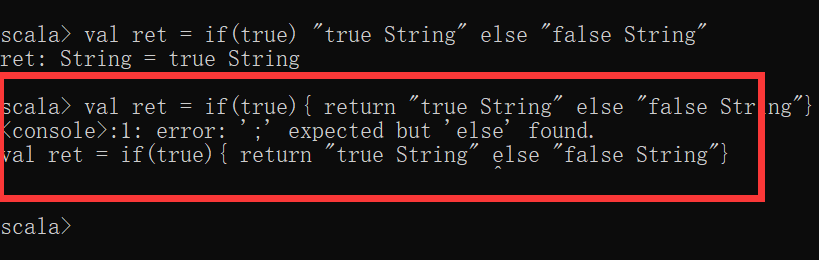 scala> val ret = if(true) "true String" else "false String"
ret: String = true String
scala> val ret = if(true){ return "true String" else "false String"}
<console>:1: error: ';' expected but 'else' found.
val ret = if(true){ return "true String" else "false String"}
^
scala>